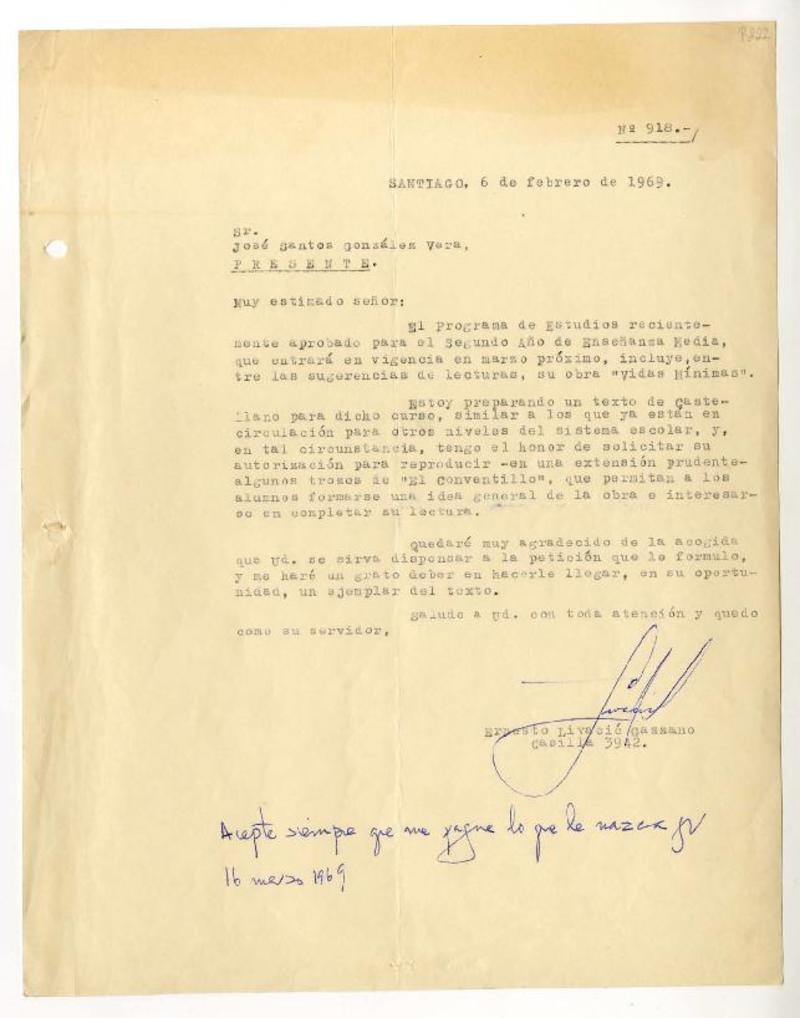 P222
Nº 918.-/
SANTIAGO, 6 de febrero de 1969.
Sr.
José Santos González Vera,
P R E S E N T E.
Muy estimado señor:
El Programa de Estudios reciente-
mente aprobado para el Segundo Año de Enseñanza Media,
que entrará en vigencia en marzo próximo, incluye, en-
tre las sugerencias de lecturas, su obra "Vidas Mínimas".
Estoy preparando un texto de Caste-
llano para dicho curso, similar a los que ya están en
circulación para otros niveles del sistema escolar, y,
en tal circunstancia, tengo el honor de solicitar su
autorización para reproducir -en una extensión prudente-
algunos trozos de "El Conventillo", que permitan a los
alumnos formarse una idea general de la obra e interesar-
se en completar su lectura.
Quedaré muy agradecido de la acogida
que Ud. se sirva dispensar a la petición que le formulo,
y me haré un grato deber en hacerle llegar, en su oportu-
nidad, un ejemplar del texto.
Saludo a Ud. con toda atención y quedo
como su servidor,
Ernesto Livacić Gazzano
Casilla 3942.
Acepte siempre que me pague lo que le nazca
16 marzo 1969